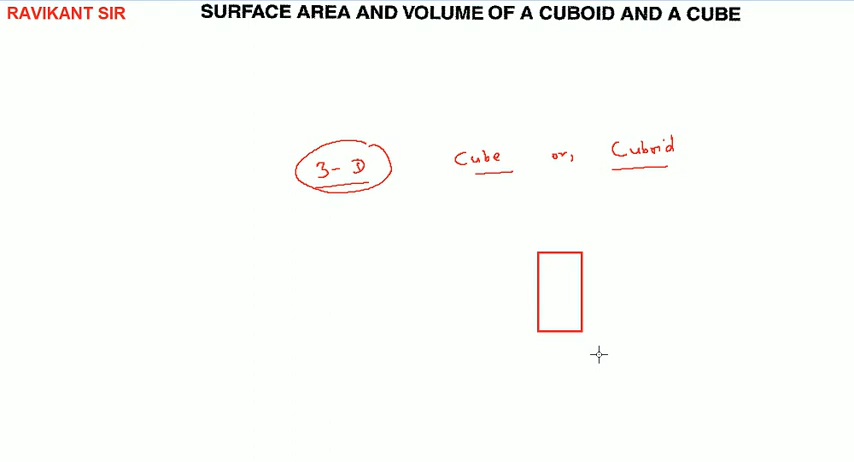 RAVIKANT SIR
SURFACE AREA AND VOLUME OF A CUBOID AND A CUBE
3-D Cube or, Cuboid